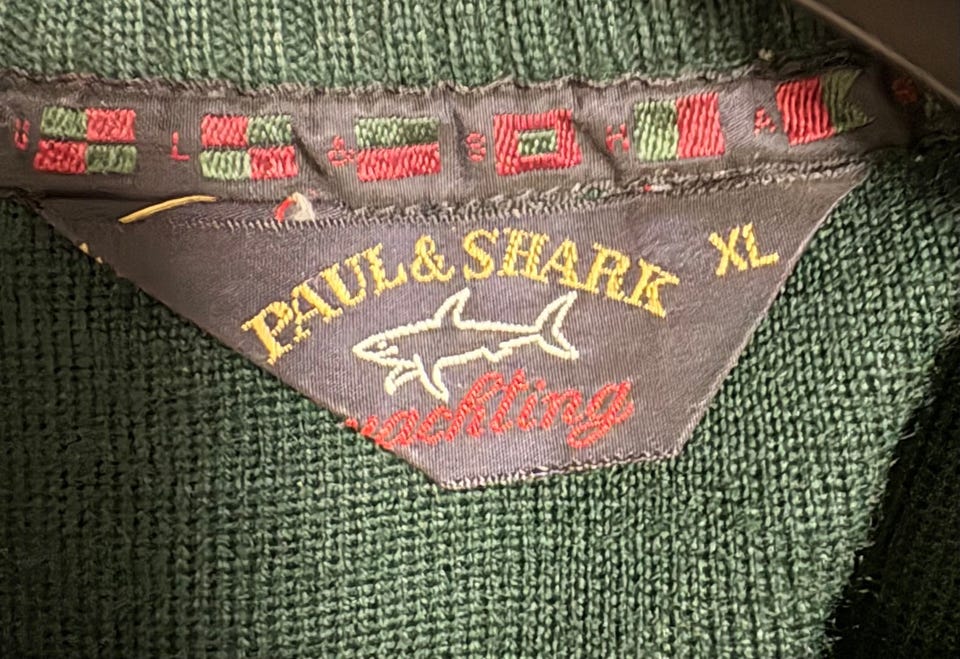 U L & S H A
PAUL & SHARK XL
yachting